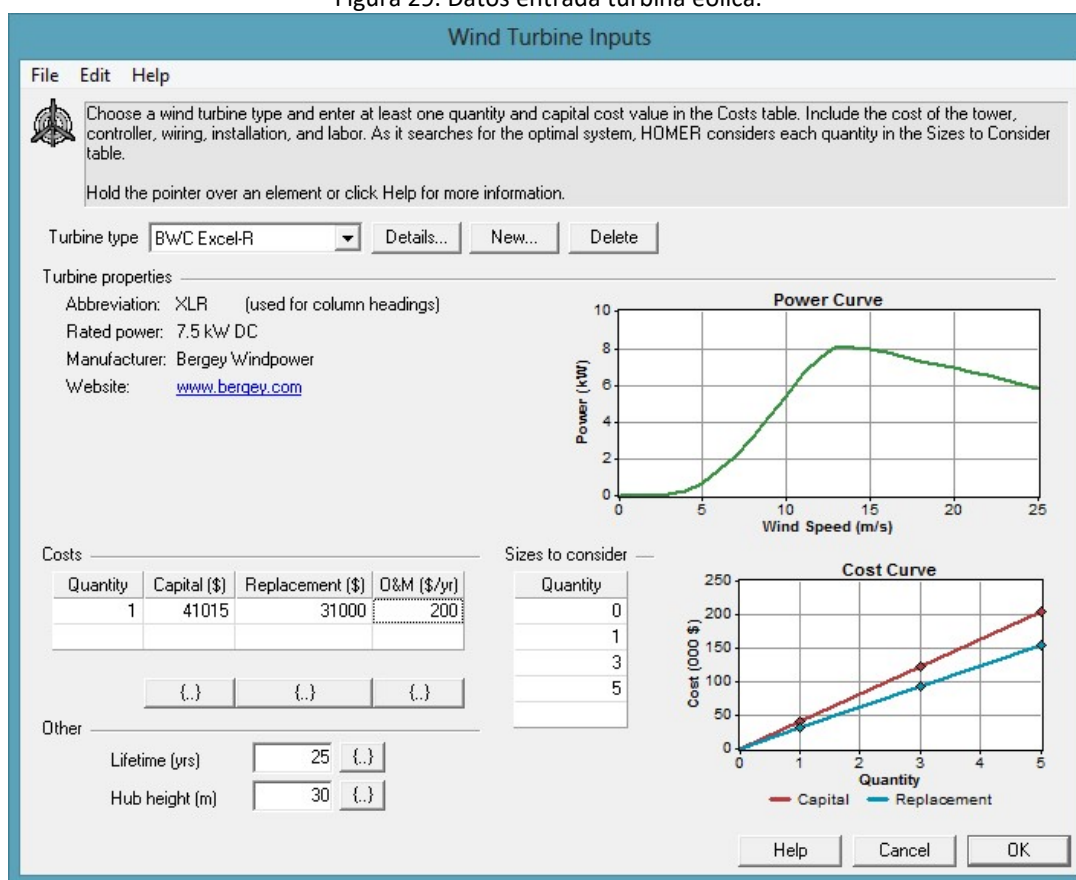 Figura 29. Datos entrada turbina eólica.
Wind Turbine Inputs
File Edit Help
Choose a wind turbine type and enter at least one quantity and capital cost value in the Costs table. Include the cost of the tower,
controller, wiring, installation, and labor. As it searches for the optimal system, HOMER considers each quantity in the Sizes to Consider
table.
Hold the pointer over an element or click Help for more information.
Turbine type BWC Excel-R Details... New... Delete
Turbine properties
Abbreviation: XLR (used for column headings)
Rated power: 7.5 kW DC
Manufacturer: Bergey Windpower
Website: www.bergey.com
Power Curve
Power (kW)
10
8
6
4
2
0
0 5 10 15 20 25
Wind Speed (m/s)
Costs
Quantity Capital ($) Replacement ($) O&M ($/yr)
1 41015 31000 200
{..} {..} {..}
Sizes to consider
Quantity
0
1
3
5
Cost Curve
Cost (000 $)
250
200
150
100
50
0
0 1 2 3 4 5
Quantity
Capital Replacement
Other
Lifetime (yrs) 25 {..}
Hub height (m) 30 {..}
Help Cancel OK